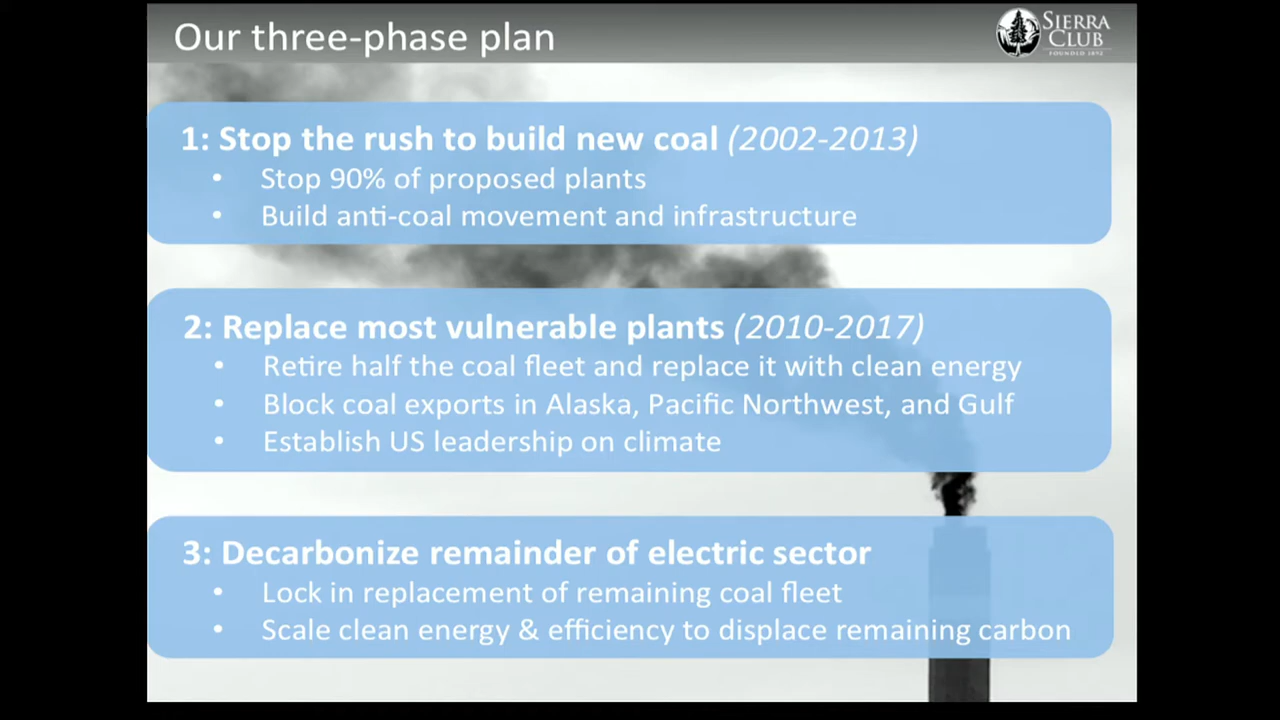 Our three-phase plan
SIERRA
CLUB
FOUNDED 1892
1: Stop the rush to build new coal (2002-2013)
• Stop 90% of proposed plants
• Build anti-coal movement and infrastructure
2: Replace most vulnerable plants (2010-2017)
• Retire half the coal fleet and replace it with clean energy
• Block coal exports in Alaska, Pacific Northwest, and Gulf
• Establish US leadership on climate
3: Decarbonize remainder of electric sector
• Lock in replacement of remaining coal fleet
• Scale clean energy & efficiency to displace remaining carbon